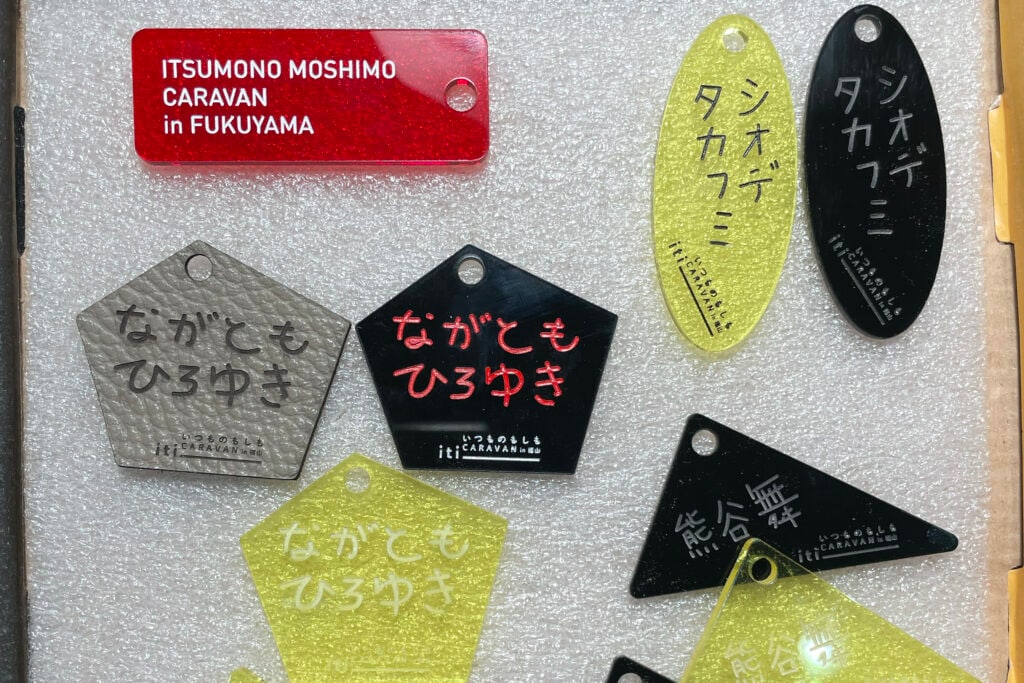 ITSUMONO MOSHIMO
CARAVAN
in FUKUYAMA
シオデ
タカフミ
iti いつものもしも
CARAVAN in 福山
シオデ
タカフミ
iti いつものもしも
CARAVAN in 福山
ながとも
ひろゆき
iti いつものもしも
CARAVAN in 福山
ながとも
ひろゆき
iti いつものもしも
CARAVAN in 福山
ながとも
ひろゆき
熊谷舞
iti いつものもしも
CARAVAN in 福山
熊谷舞